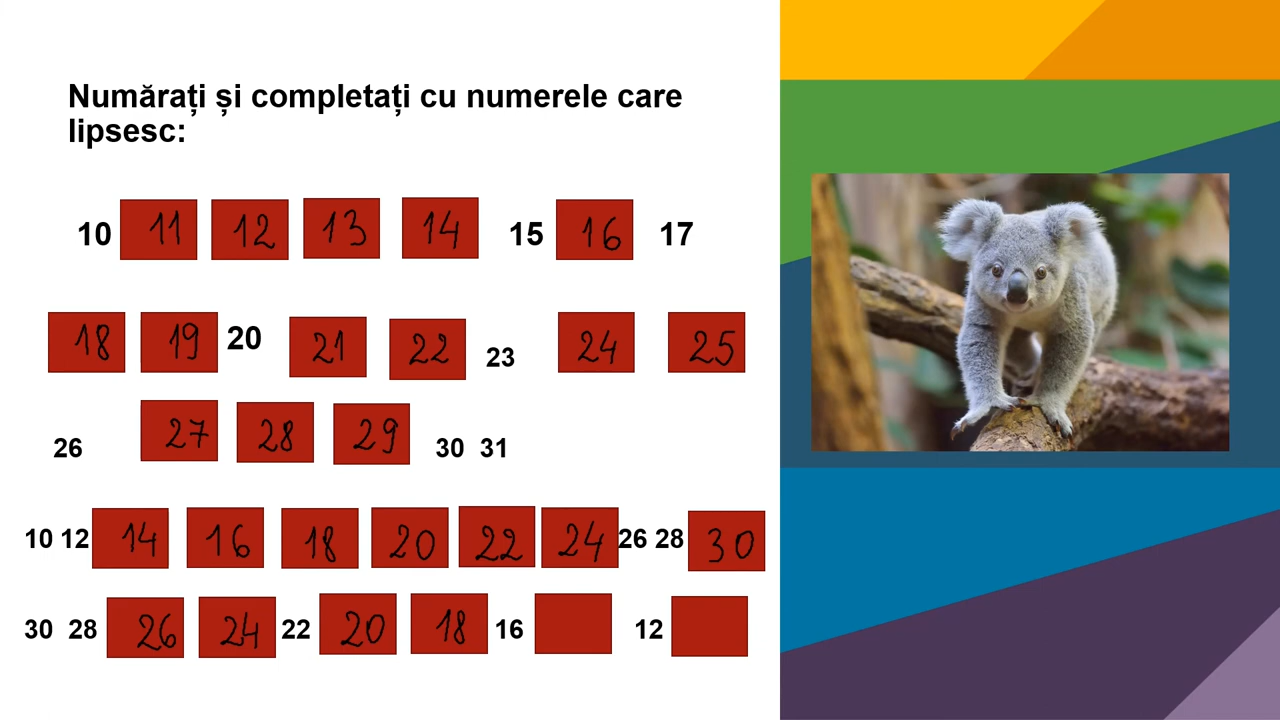 Numărați și completați cu numerele care
lipsesc:
10 11 12 13 14 15 16 17
18 19 20 21 22 23 24 25
26 27 28 29 30 31
10 12 14 16 18 20 22 24 26 28 30
30 28 26 24 22 20 18 16 12